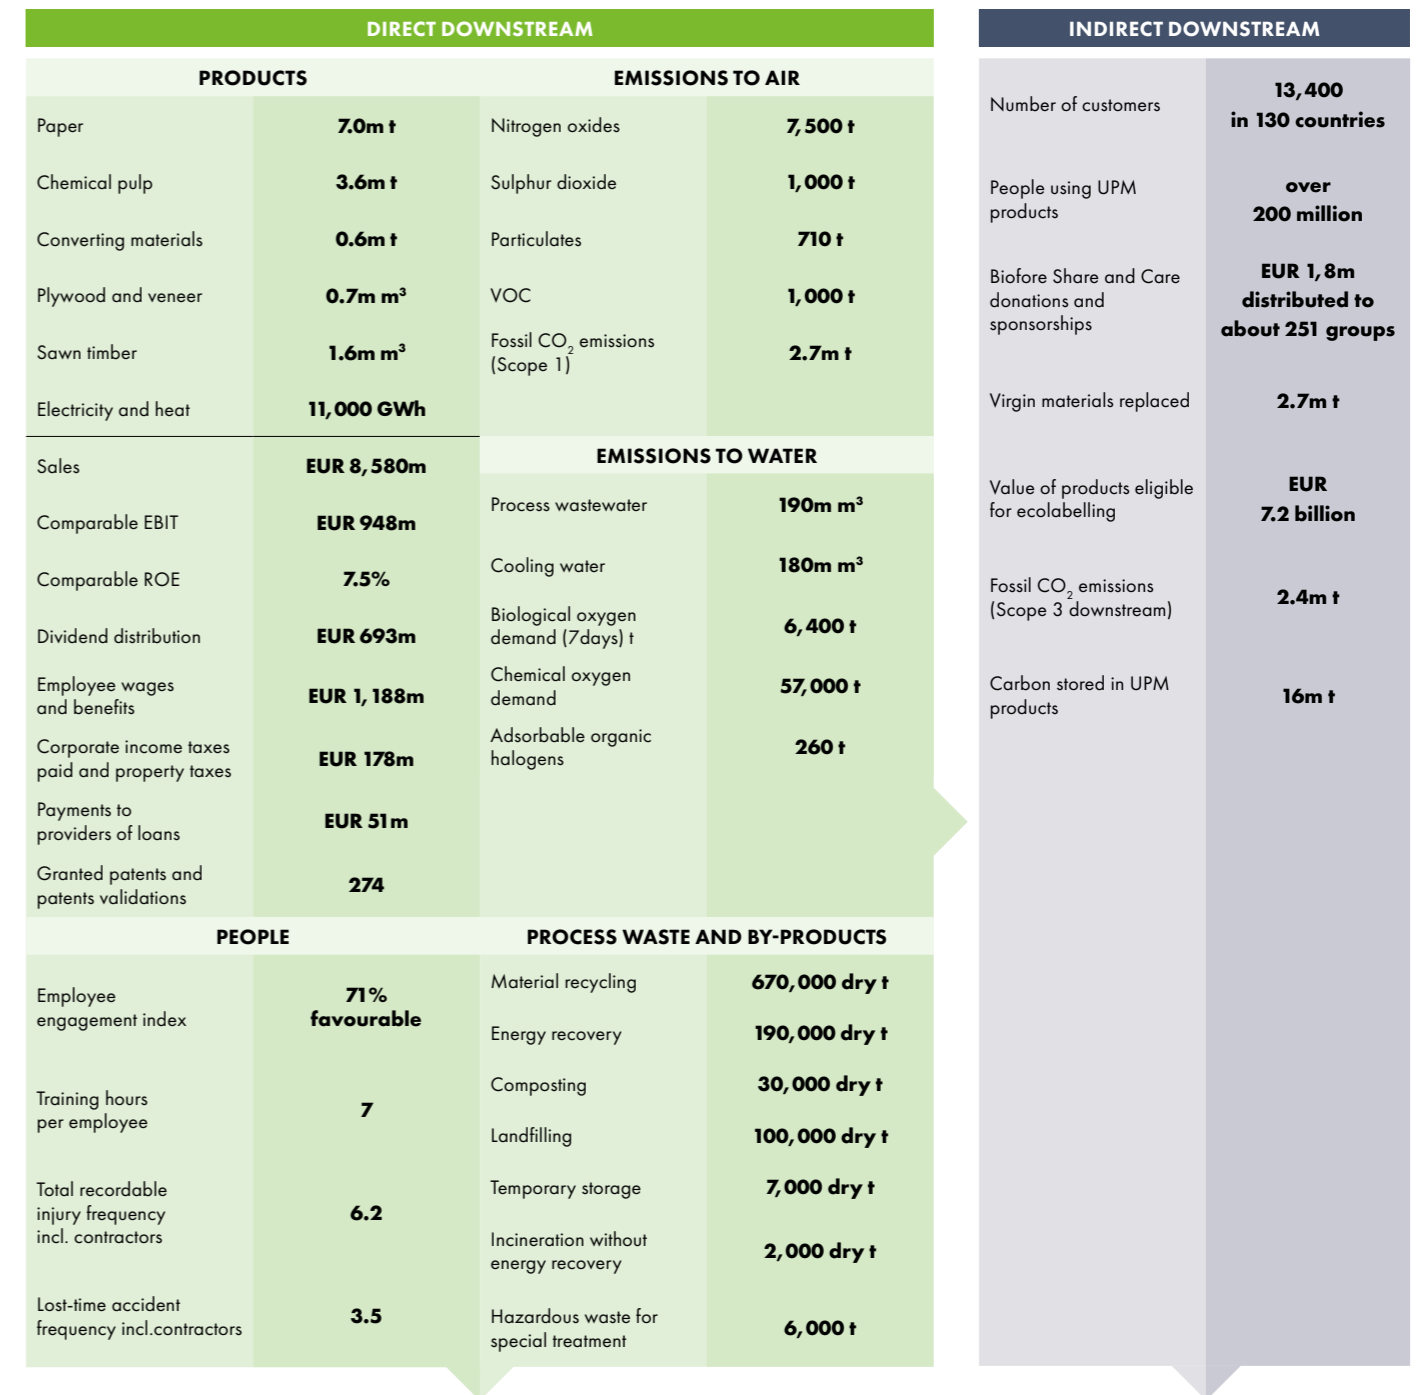 DIRECT DOWNSTREAM
PRODUCTS
Paper 7.0m t
Chemical pulp 3.6m t
Converting materials 0.6m t
Plywood and veneer 0.7m m³
Sawn timber 1.6m m³
Electricity and heat 11,000 GWh
Sales EUR 8,580m
Comparable EBIT EUR 948m
Comparable ROE 7.5%
Dividend distribution EUR 693m
Employee wages
and benefits
EUR 1,188m
Corporate income taxes
paid and property taxes
EUR 178m
Payments to
providers of loans
EUR 51m
Granted patents and
patents validations
274
EMISSIONS TO AIR
Nitrogen oxides 7,500 t
Sulphur dioxide 1,000 t
Particulates 710 t
VOC 1,000 t
Fossil CO₂ emissions
(Scope 1)
2.7m t
EMISSIONS TO WATER
Process wastewater 190m m³
Cooling water 180m m³
Biological oxygen
demand (7days) t
6,400 t
Chemical oxygen
demand
57,000 t
Adsorbable organic
halogens
260 t
PEOPLE
Employee
engagement index
71%
favourable
Training hours
per employee
7
Total recordable
injury frequency
incl. contractors
6.2
Lost-time accident
frequency incl.contractors
3.5
PROCESS WASTE AND BY-PRODUCTS
Material recycling 670,000 dry t
Energy recovery 190,000 dry t
Composting 30,000 dry t
Landfilling 100,000 dry t
Temporary storage 7,000 dry t
Incineration without
energy recovery
2,000 dry t
Hazardous waste for
special treatment
6,000 t
INDIRECT DOWNSTREAM
Number of customers
13,400
in 130 countries
People using UPM
products
over
200 million
Biofore Share and Care
donations and
sponsorships
EUR 1,8m
distributed to
about 251 groups
Virgin materials replaced 2.7m t
Value of products eligible
for ecolabelling
EUR
7.2 billion
Fossil CO₂ emissions
(Scope 3 downstream)
2.4m t
Carbon stored in UPM
products
16m t